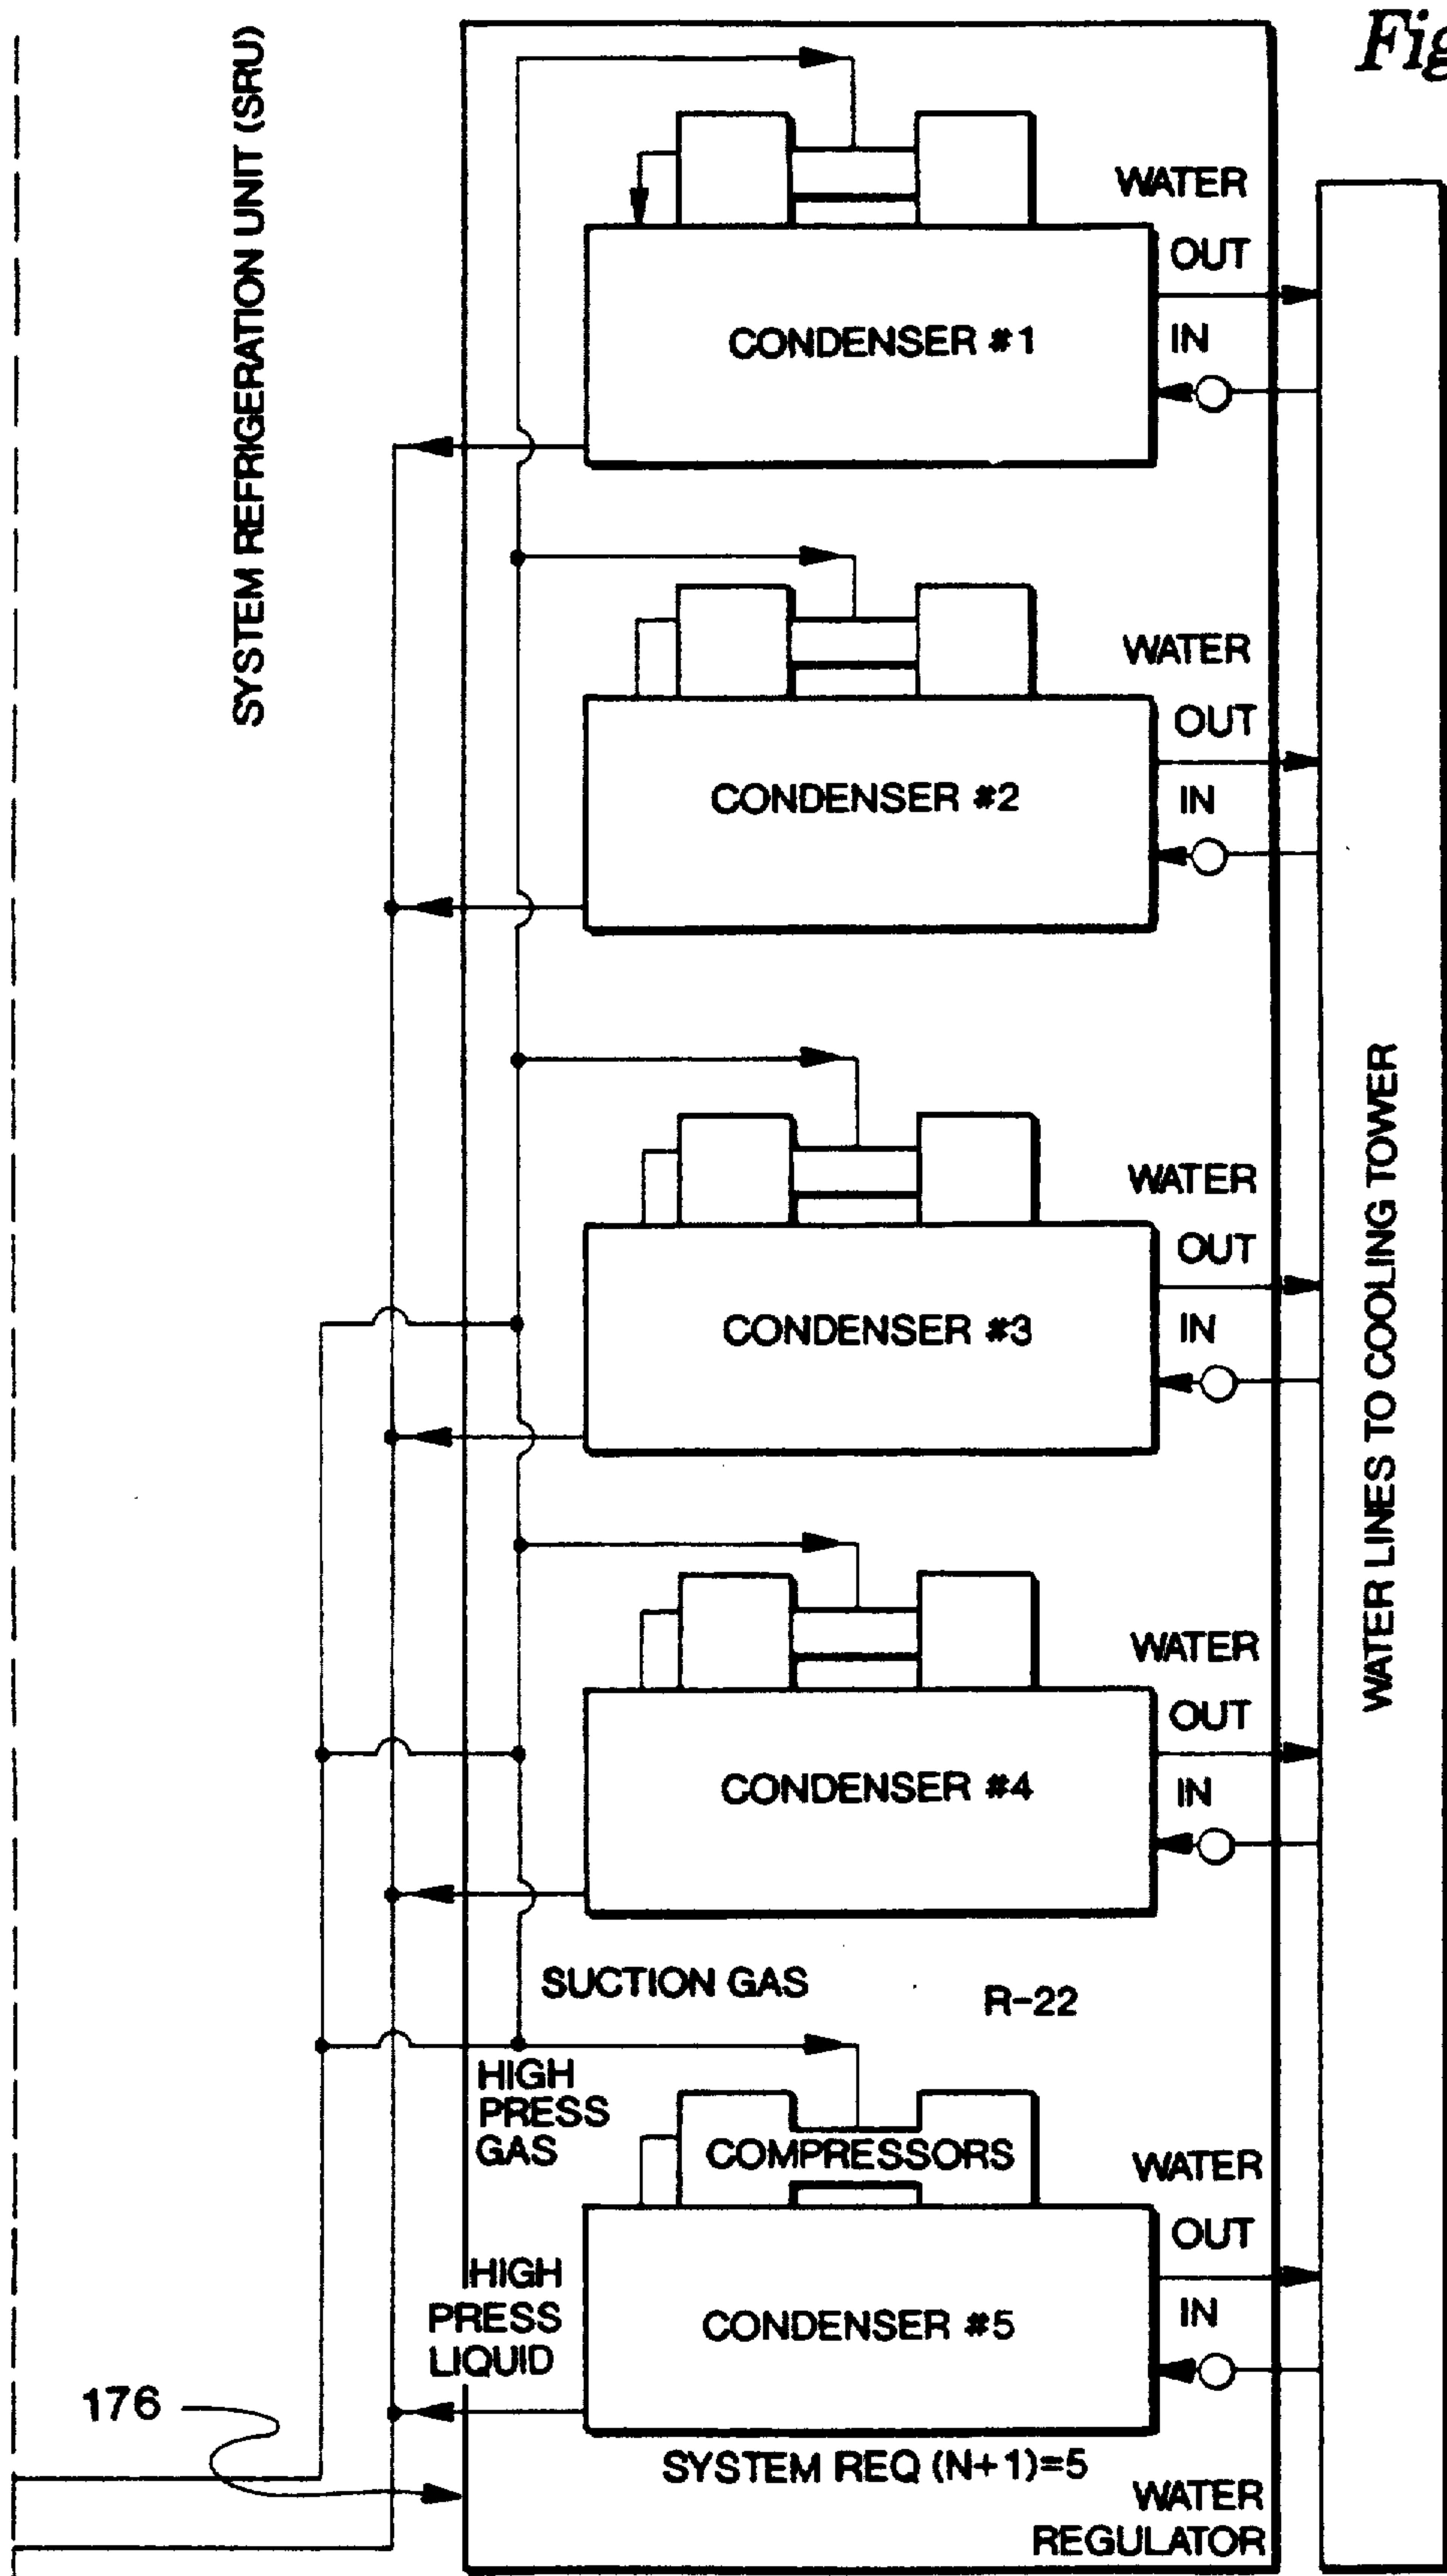 Fig
SYSTEM REFRIGERATION UNIT (SRU)
WATER
OUT
IN
CONDENSER #1
WATER
OUT
IN
CONDENSER #2
WATER
OUT
IN
CONDENSER #3
WATER LINES TO COOLING TOWER
WATER
OUT
IN
CONDENSER #4
SUCTION GAS
R-22
HIGH
PRESS
GAS
COMPRESSORS
WATER
OUT
IN
HIGH
PRESS
LIQUID
CONDENSER #5
176
SYSTEM REQ (N+1)=5
WATER
REGULATOR